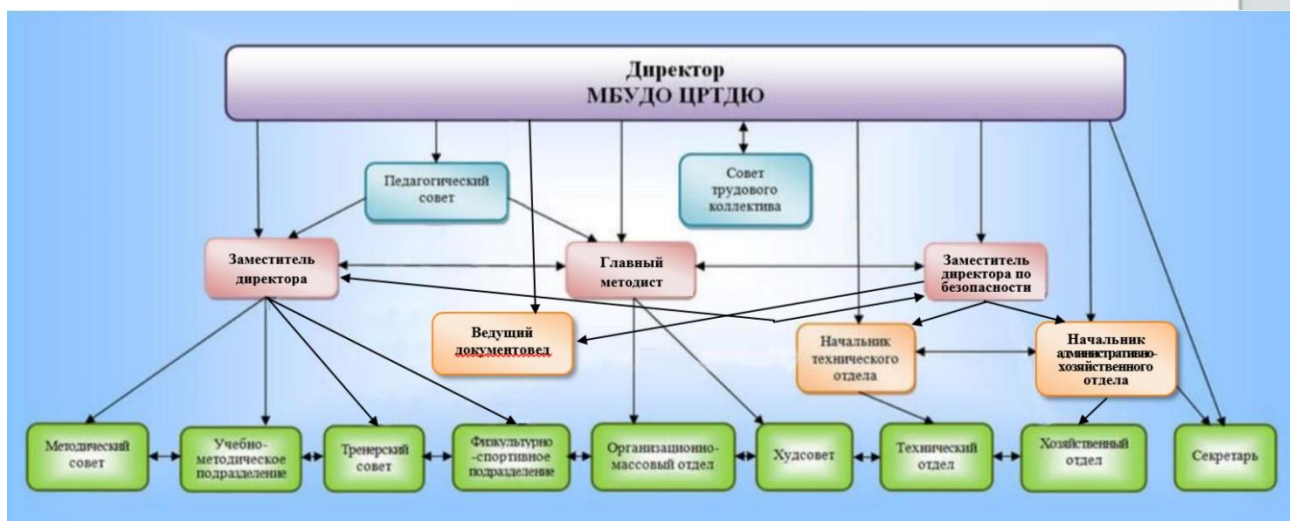 Директор
МБУДО ЦРТДЮ
Педагогический
совет
Совет
трудового
коллектива
Заместитель
директора
Главный
методист
Заместитель
директора по
безопасности
Ведущий
документовед
Начальник
технического
отдела
Начальник
административно-
хозяйственного
отдела
Методический
совет
Учебно-
методическое
подразделение
Тренерский
совет
Физкультурно
-спортивное
подразделение
Организационно-
массовый отдел
Худсовет
Технический
отдел
Хозяйственный
отдел
Секретарь